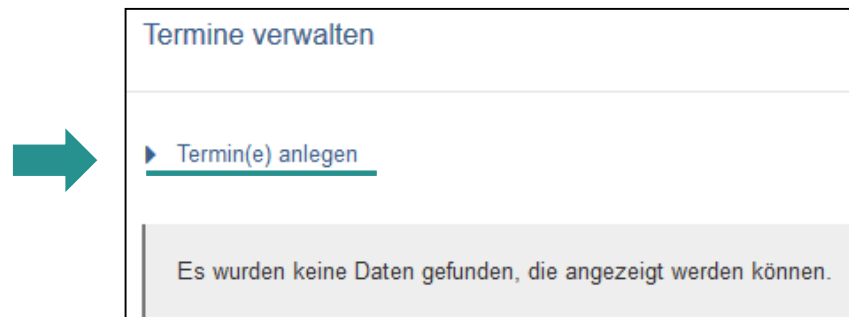 Termine verwalten
Termin(e) anlegen
Es wurden keine Daten gefunden, die angezeigt werden können.